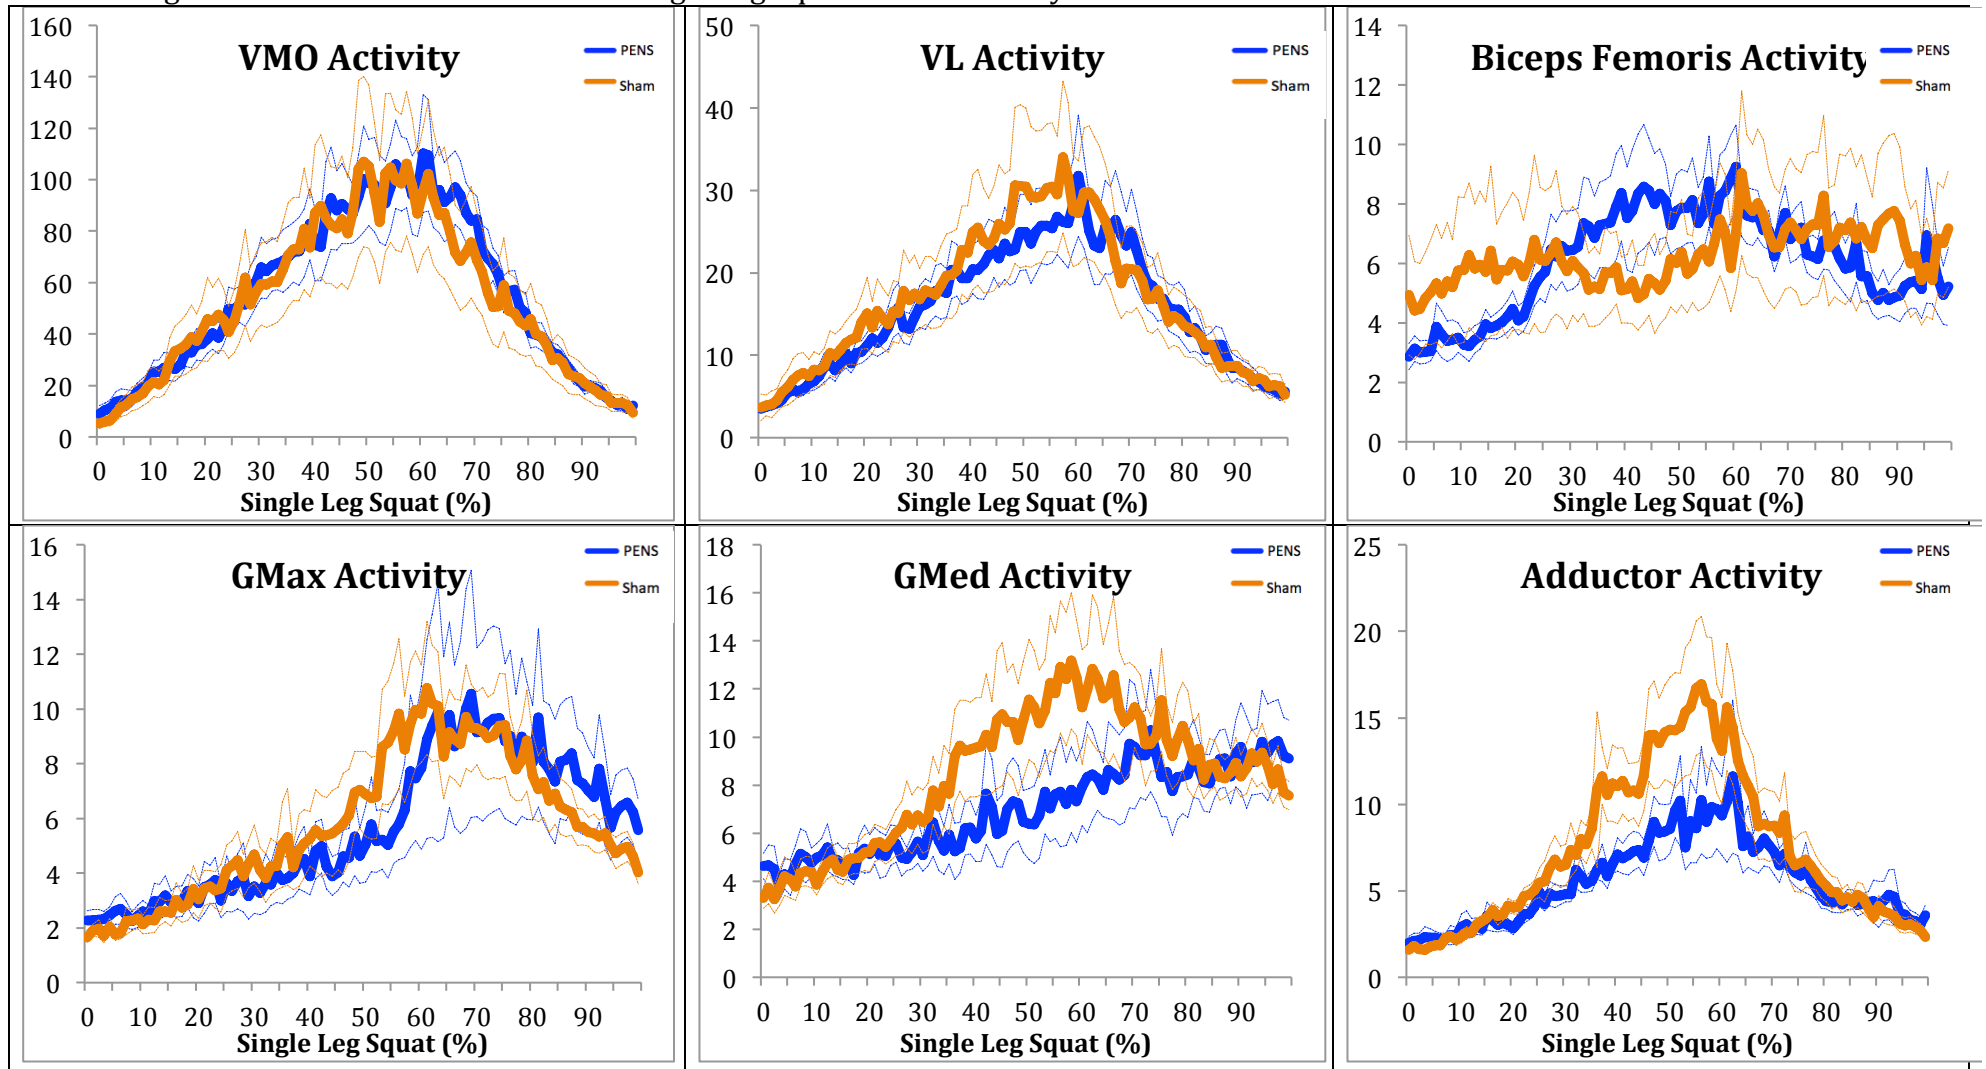 VMO Activity
PENS
Sham
160
140
120
100
80
60
40
20
0
0 10 20 30 40 50 60 70 80 90
Single Leg Squat (%)
VL Activity
PENS
Sham
50
40
30
20
10
0
0 10 20 30 40 50 60 70 80 90
Single Leg Squat (%)
Biceps Femoris Activity
PENS
Sham
14
12
10
8
6
4
2
0
0 10 20 30 40 50 60 70 80 90
Single Leg Squat (%)
GMax Activity
PENS
Sham
16
14
12
10
8
6
4
2
0
0 10 20 30 40 50 60 70 80 90
Single Leg Squat (%)
GMed Activity
PENS
Sham
18
16
14
12
10
8
6
4
2
0
0 10 20 30 40 50 60 70 80 90
Single Leg Squat (%)
Adductor Activity
PENS
Sham
25
20
15
10
5
0
0 10 20 30 40 50 60 70 80 90
Single Leg Squat (%)